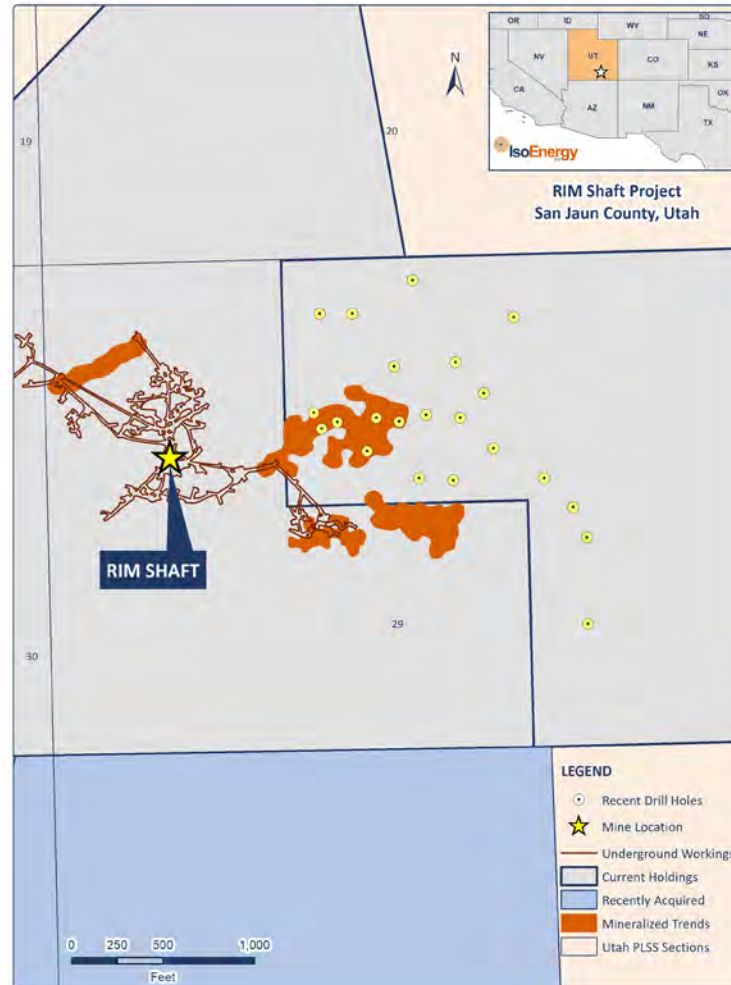 OR
ID
WY
SD
NE
NV
UT
CO
KS
CA
AZ
NM
OK
TX
IsoEnergy
N
RIM Shaft Project
San Jaun County, Utah
19
20
RIM SHAFT
29
30
LEGEND
Recent Drill Holes
Mine Location
Underground Workings
Current Holdings
Recently Acquired
Mineralized Trends
Utah PLSS Sections
0 250 500 1,000
Feet